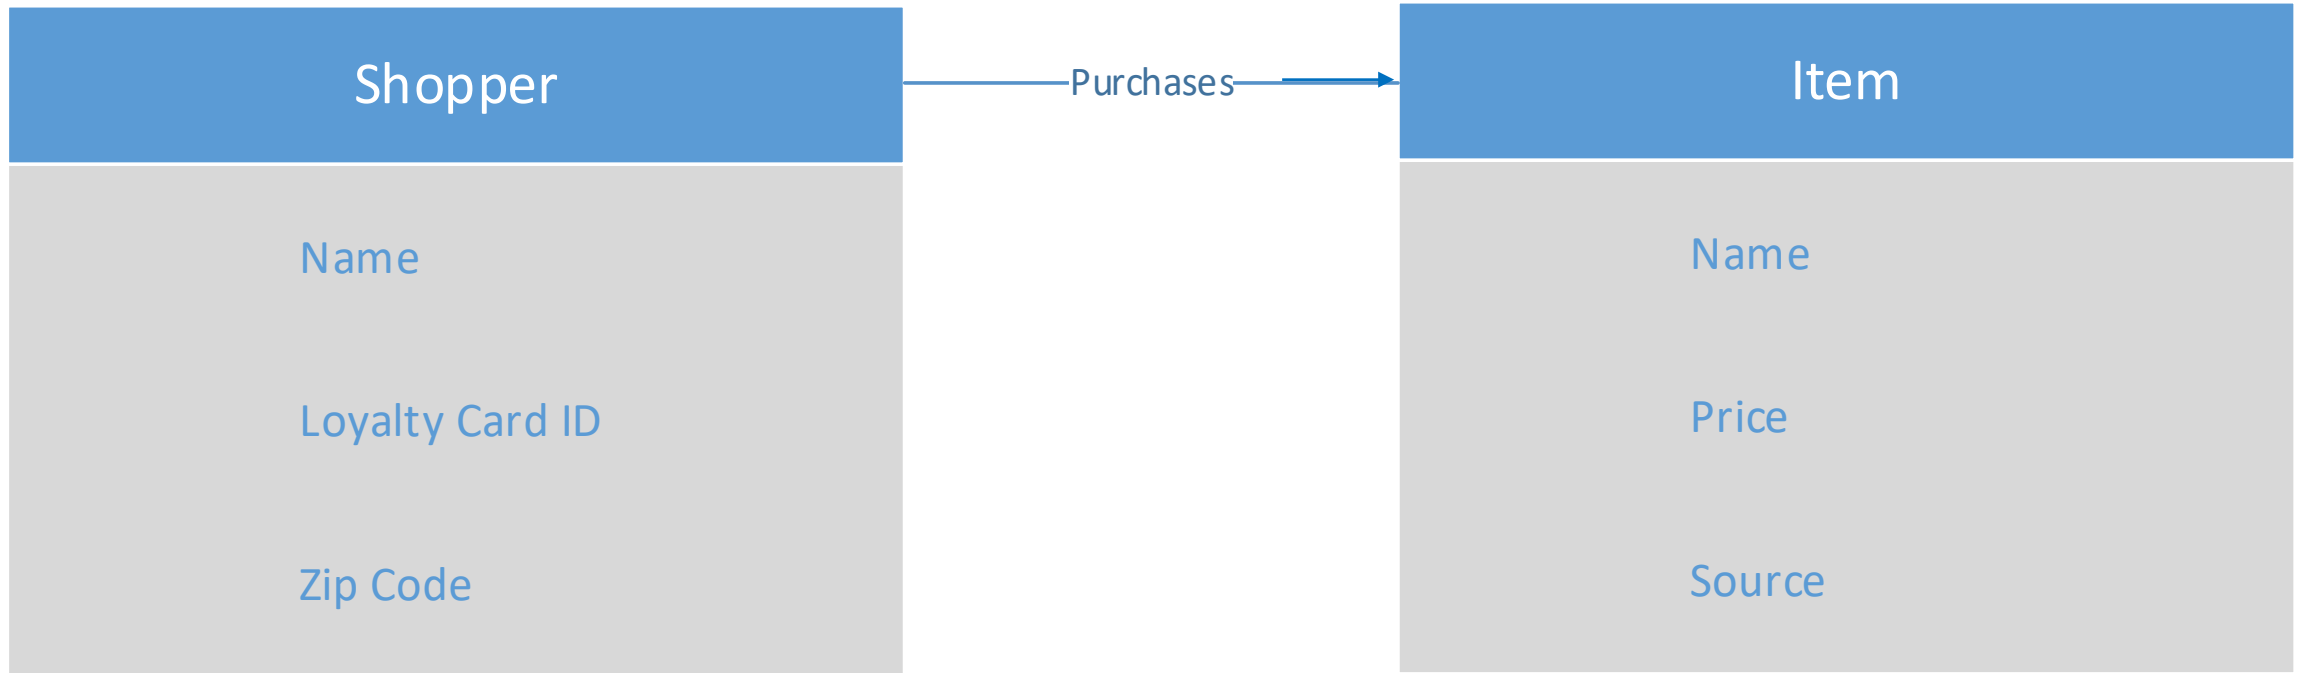 Shopper
Name
Loyalty Card ID
Zip Code
Purchases
Item
Name
Price
Source